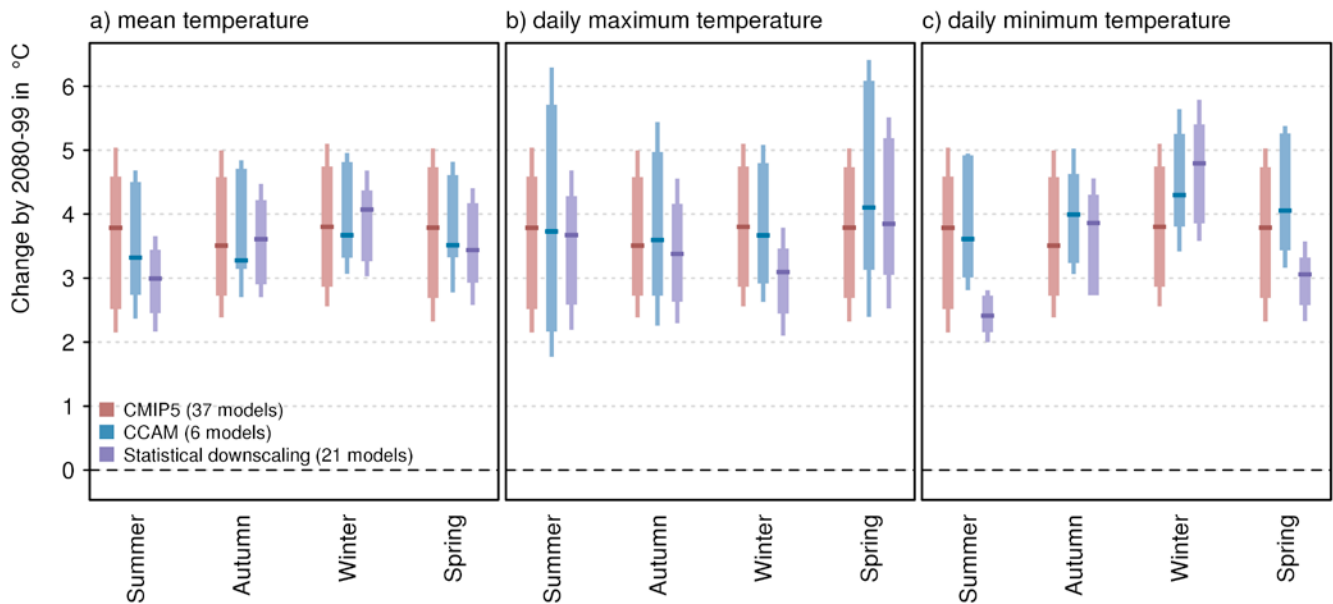 a) mean temperature
b) daily maximum temperature
c) daily minimum temperature
Change by 2080-99 in °C
6
5
4
3
2
1
0
CMIP5 (37 models)
CCAM (6 models)
Statistical downscaling (21 models)
Summer
Autumn
Winter
Spring
Summer
Autumn
Winter
Spring
Summer
Autumn
Winter
Spring